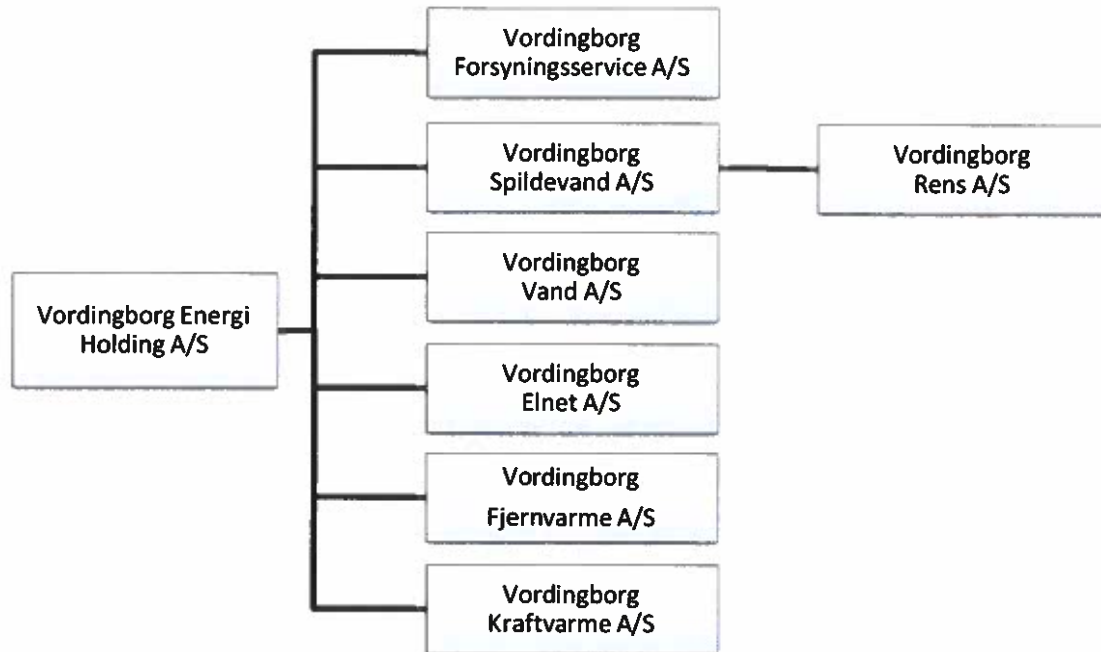 Vordingborg
Forsyningsservice A/S
Vordingborg
Spildevand A/S
Vordingborg
Rens A/S
Vordingborg
Vand A/S
Vordingborg Energi
Holding A/S
Vordingborg
Elnet A/S
Vordingborg
Fjernvarme A/S
Vordingborg
Kraftvarme A/S